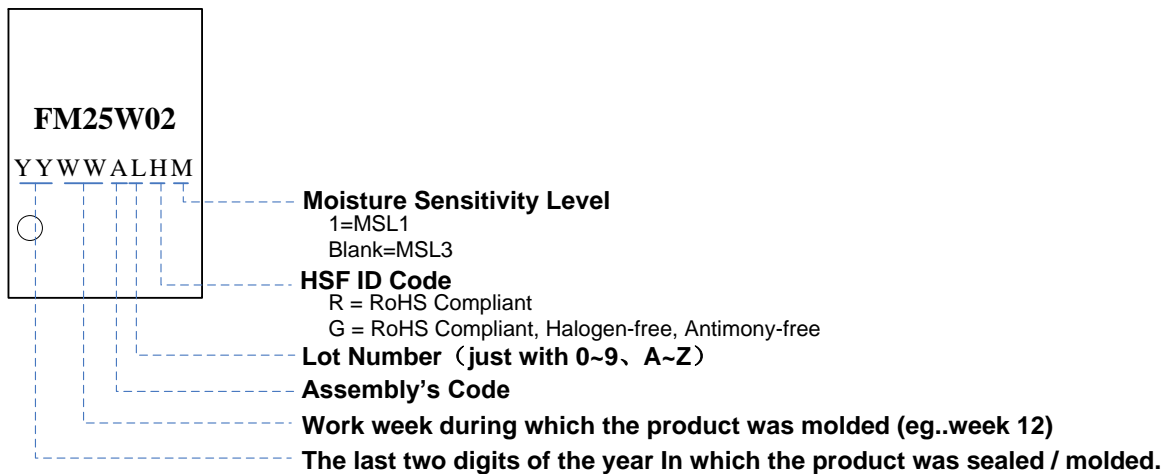 FM25W02
YYWWALHM
Moisture Sensitivity Level
1=MSL1
Blank=MSL3
HSF ID Code
R = RoHS Compliant
G = RoHS Compliant, Halogen-free, Antimony-free
Lot Number（just with 0~9、A~Z）
Assembly's Code
Work week during which the product was molded (eg..week 12)
The last two digits of the year In which the product was sealed / molded.